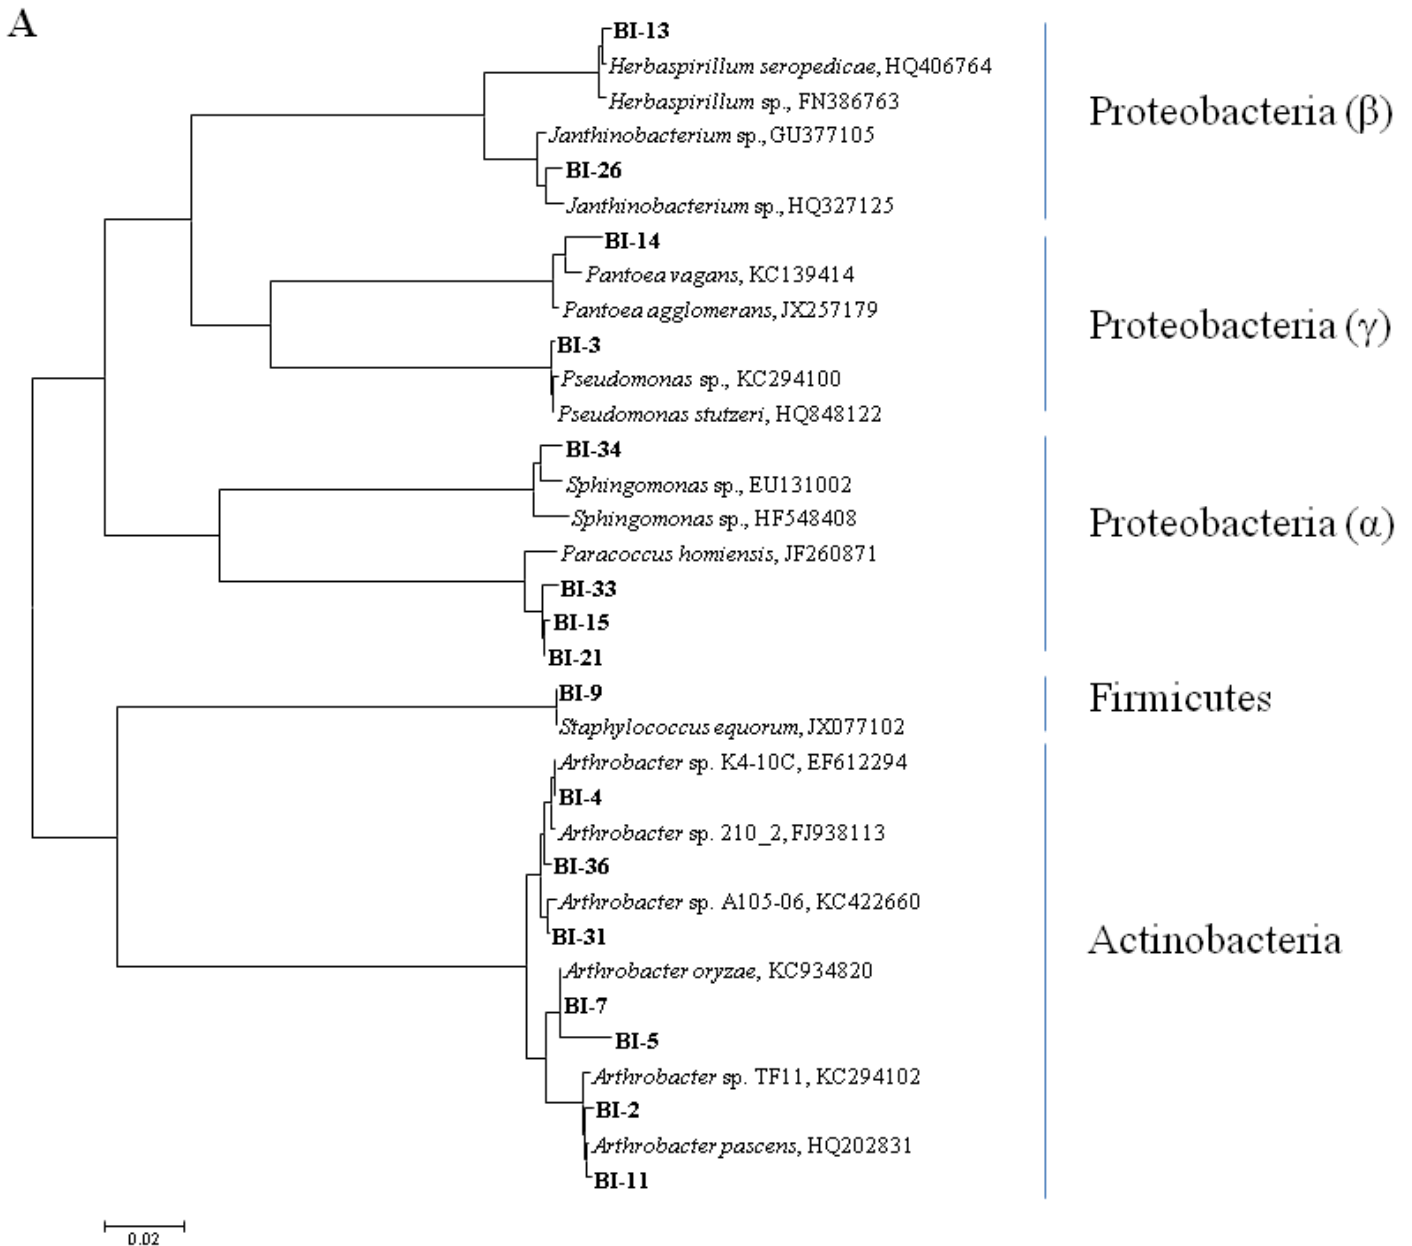 A
BI-13
Herbaspirillum seropedicae, HQ406764
Herbaspirillum sp., FN386763
Janthinobacterium sp., GU377105
BI-26
Janthinobacterium sp., HQ327125
Proteobacteria (β)
BI-14
Pantoea vagans, KC139414
Pantoea agglomerans, JX257179
BI-3
Pseudomonas sp., KC294100
Pseudomonas stutzeri, HQ848122
Proteobacteria (γ)
BI-34
Sphingomonas sp., EU131002
Sphingomonas sp., HF548408
Paracoccus homiensis, JF260871
BI-33
BI-15
BI-21
Proteobacteria (α)
BI-9
Staphylococcus equorum, JX077102
Firmicutes
Arthrobacter sp. K4-10C, EF612294
BI-4
Arthrobacter sp. 210_2, FJ938113
BI-36
Arthrobacter sp. A105-06, KC422660
BI-31
Arthrobacter oryzae, KC934820
BI-7
BI-5
Arthrobacter sp. TF11, KC294102
BI-2
Arthrobacter pascens, HQ202831
BI-11
Actinobacteria
0.02